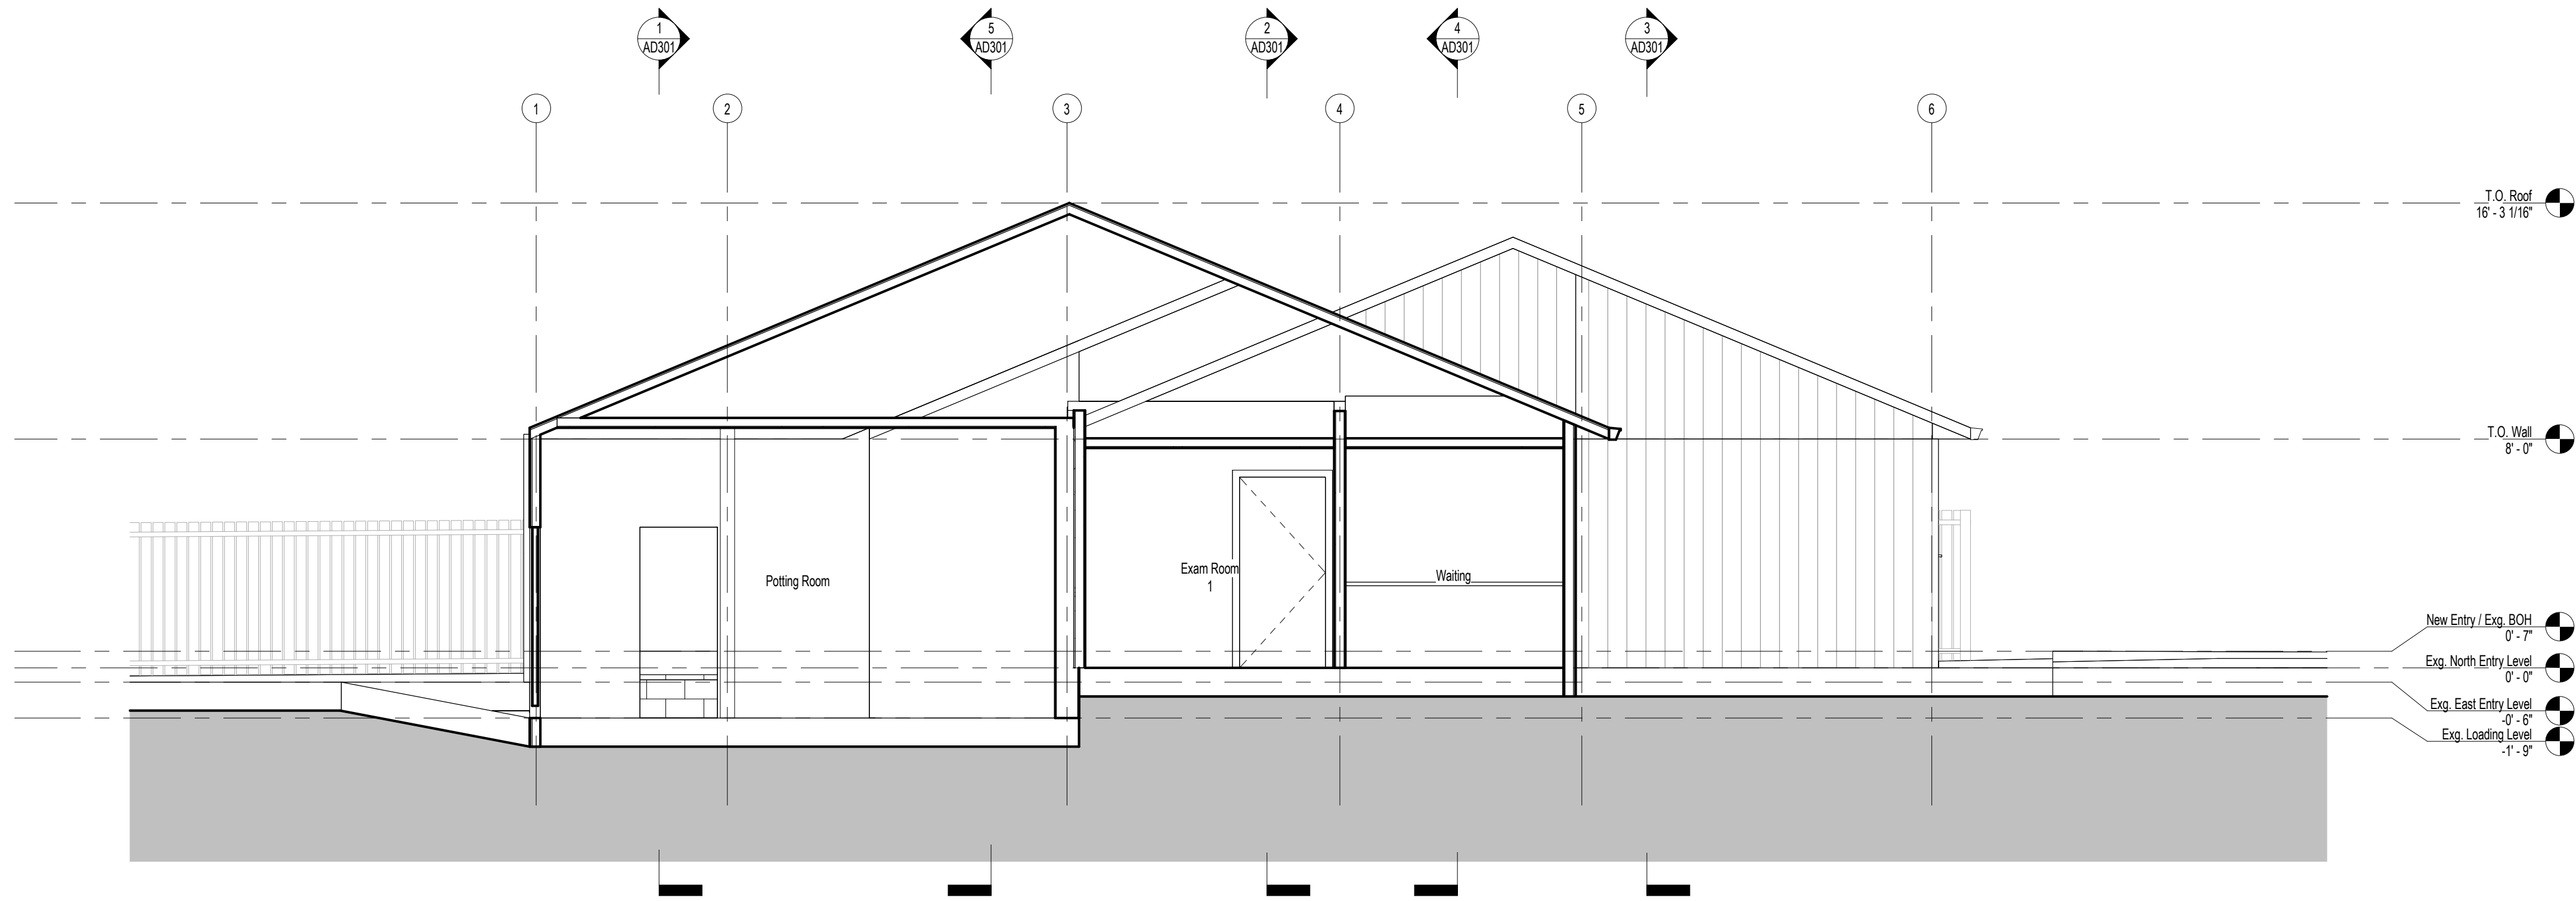 1
AD301
5
AD301
2
AD301
4
AD301
3
AD301
1
2
3
4
5
6
T.O. Roof
16' - 3 1/16"
T.O. Wall
8' - 0"
Potting Room
Exam Room
1
Waiting
New Entry / Exg. BOH
0' - 7"
Exg. North Entry Level
0' - 0"
Exg. East Entry Level
-0' - 6"
Exg. Loading Level
-1' - 9"